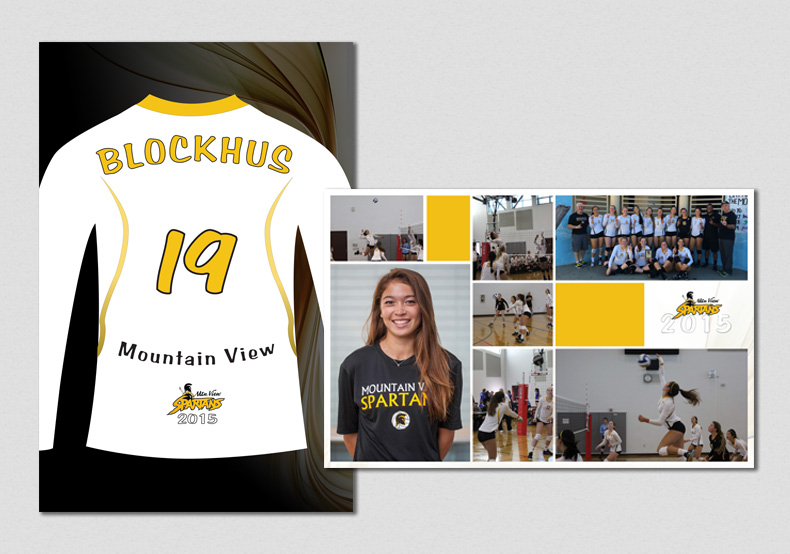 BLOCKHUS
19
Mountain View
Mtn View
SPARTANS
2015
MOUNTAIN V
SPARTAN
Mtn View
SPARTANS
2015